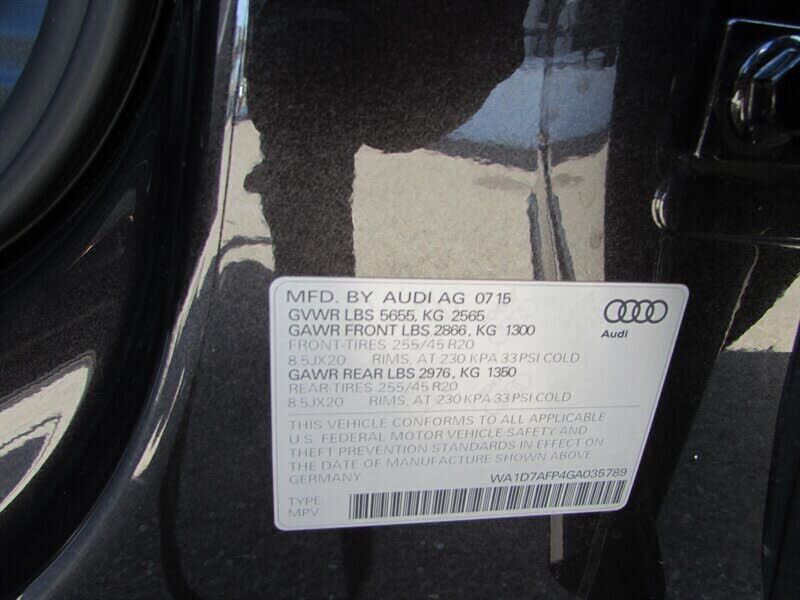 MFD. BY AUDI AG 07 15
GVWR LBS 5655, KG 2565
GAWR FRONT LBS 2866, KG 1300
FRONT-TIRES 255/45 R20
8.5JX20 RIMS, AT 230 KPA 33 PSI COLD
GAWR REAR LBS 2976, KG 1350
REAR-TIRES 255/45 R20
8.5JX20 RIMS, AT 230 KPA 33 PSI COLD
Audi
THIS VEHICLE CONFORMS TO ALL APPLICABLE
U.S. FEDERAL MOTOR VEHICLE SAFETY AND
THEFT PREVENTION STANDARDS IN EFFECT ON
THE DATE OF MANUFACTURE SHOWN ABOVE
GERMANY WA1D7AFP4GA035789
TYPE
MPV